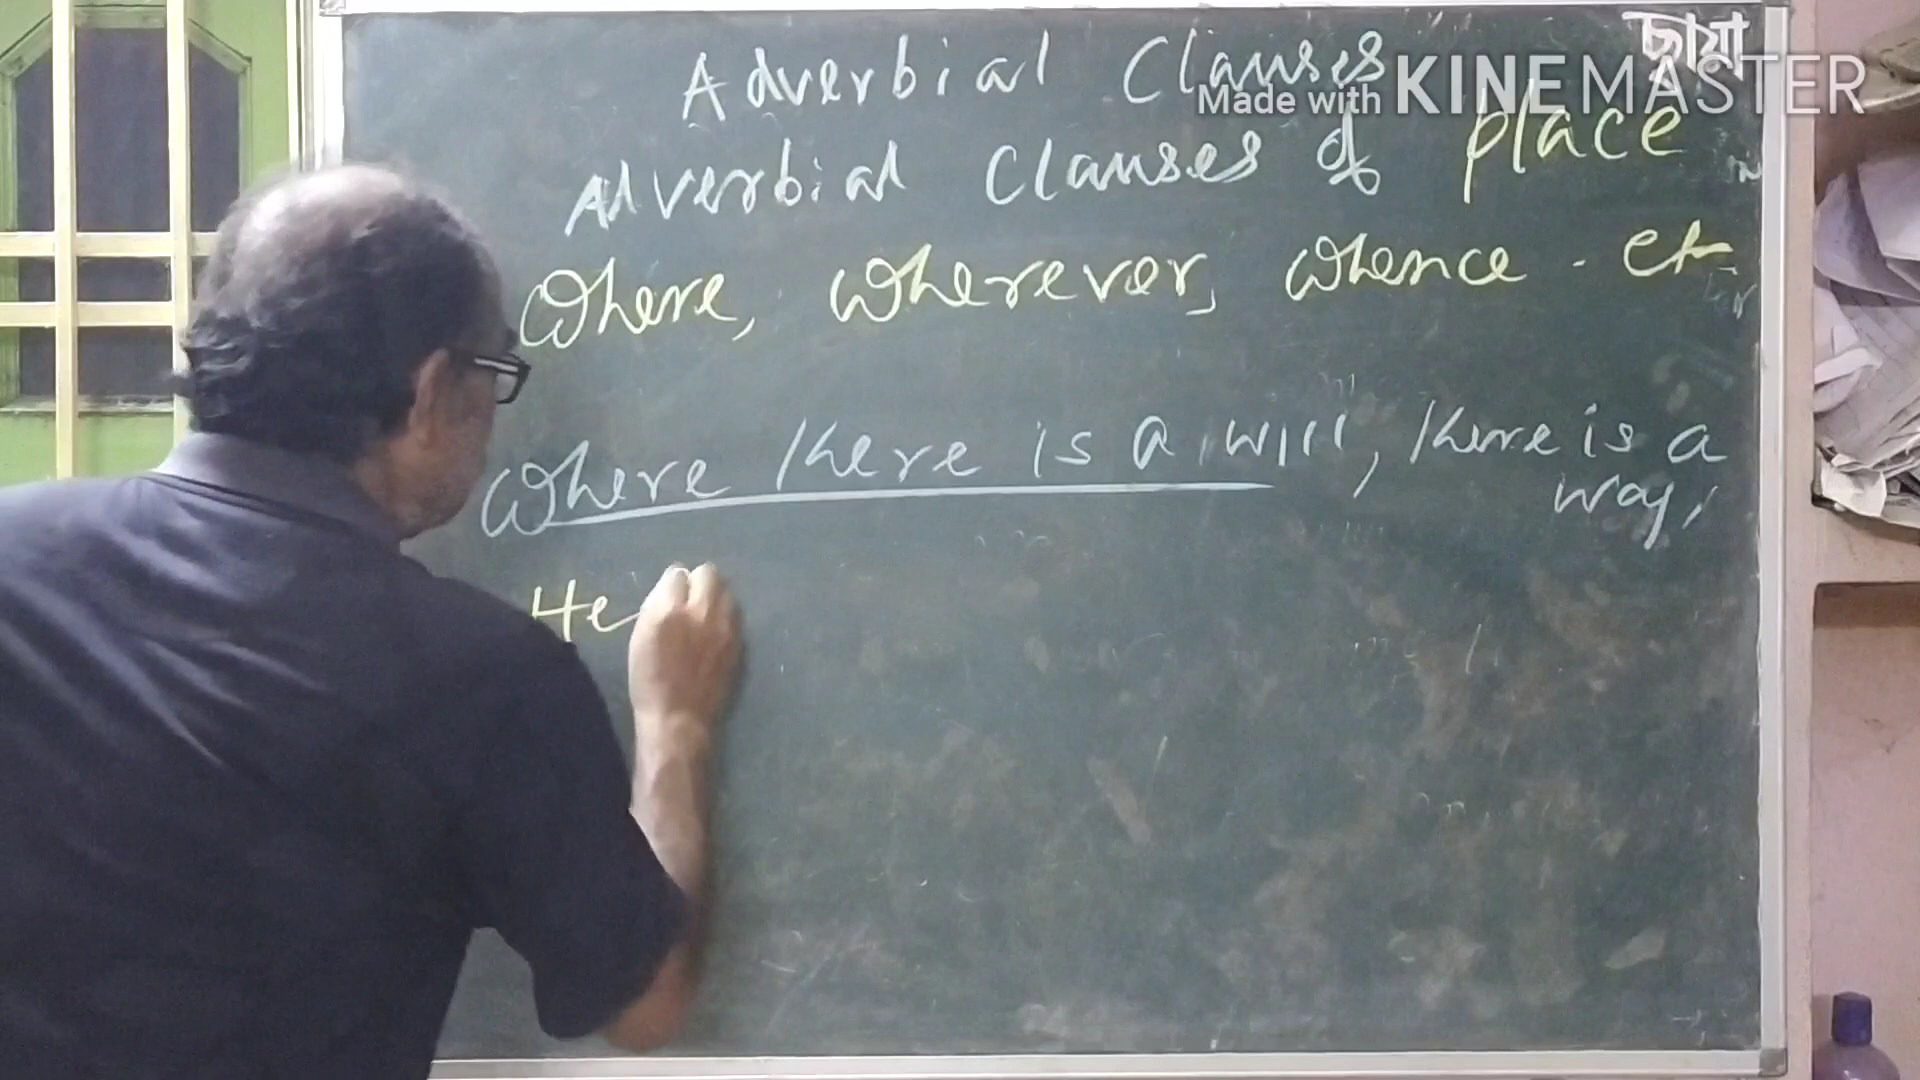 ছায়া
Adverbial Clauses
Made with KINEMASTER
Adverbial Clauses of place
Where, Wherever, Whence. etc
Where there is a will, there is a
way,
He